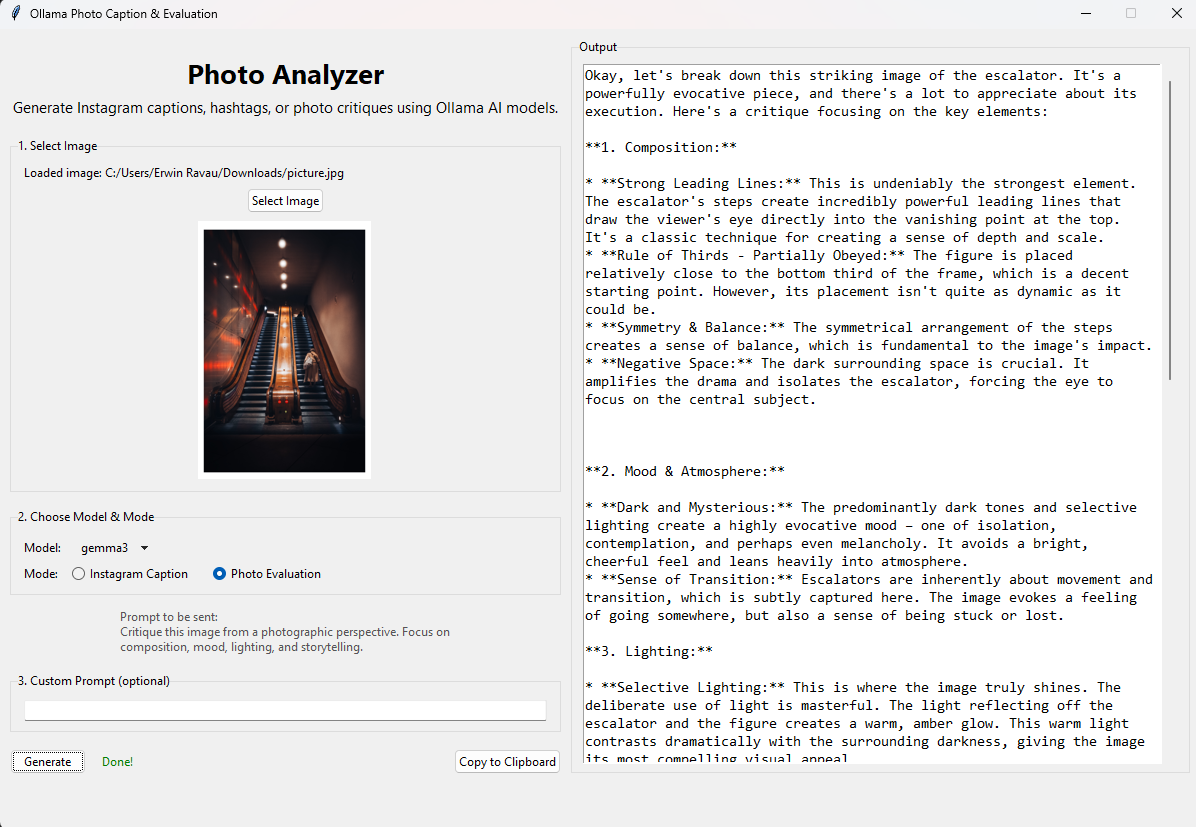 Ollama Photo Caption & Evaluation
Photo Analyzer
Generate Instagram captions, hashtags, or photo critiques using Ollama AI models.
1. Select Image
Loaded image: C:/Users/Erwin Ravau/Downloads/picture.jpg
Select Image
2. Choose Model & Mode
Model: gemma3
Mode: Instagram Caption Photo Evaluation
Prompt to be sent:
Critique this image from a photographic perspective. Focus on
composition, mood, lighting, and storytelling.
3. Custom Prompt (optional)
Generate Done! Copy to Clipboard
Output
Okay, let's break down this striking image of the escalator. It's a
powerfully evocative piece, and there's a lot to appreciate about its
execution. Here's a critique focusing on the key elements:
**1. Composition:**
* **Strong Leading Lines:** This is undeniably the strongest element.
The escalator's steps create incredibly powerful leading lines that
draw the viewer's eye directly into the vanishing point at the top.
It's a classic technique for creating a sense of depth and scale.
* **Rule of Thirds - Partially Obeyed:** The figure is placed
relatively close to the bottom third of the frame, which is a decent
starting point. However, its placement isn't quite as dynamic as it
could be.
* **Symmetry & Balance:** The symmetrical arrangement of the steps
creates a sense of balance, which is fundamental to the image's impact.
* **Negative Space:** The dark surrounding space is crucial. It
amplifies the drama and isolates the escalator, forcing the eye to
focus on the central subject.
**2. Mood & Atmosphere:**
* **Dark and Mysterious:** The predominantly dark tones and selective
lighting create a highly evocative mood – one of isolation,
contemplation, and perhaps even melancholy. It avoids a bright,
cheerful feel and leans heavily into atmosphere.
* **Sense of Transition:** Escalators are inherently about movement and
transition, which is subtly captured here. The image evokes a feeling
of going somewhere, but also a sense of being stuck or lost.
**3. Lighting:**
* **Selective Lighting:** This is where the image truly shines. The
deliberate use of light is masterful. The light reflecting off the
escalator and the figure creates a warm, amber glow. This warm light
contrasts dramatically with the surrounding darkness, giving the image
its most compelling visual appeal